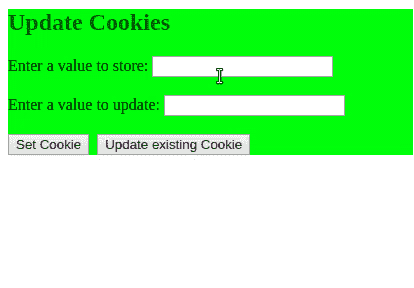 Update Cookies
Enter a value to store:
Enter a value to update:
Set Cookie Update existing Cookie